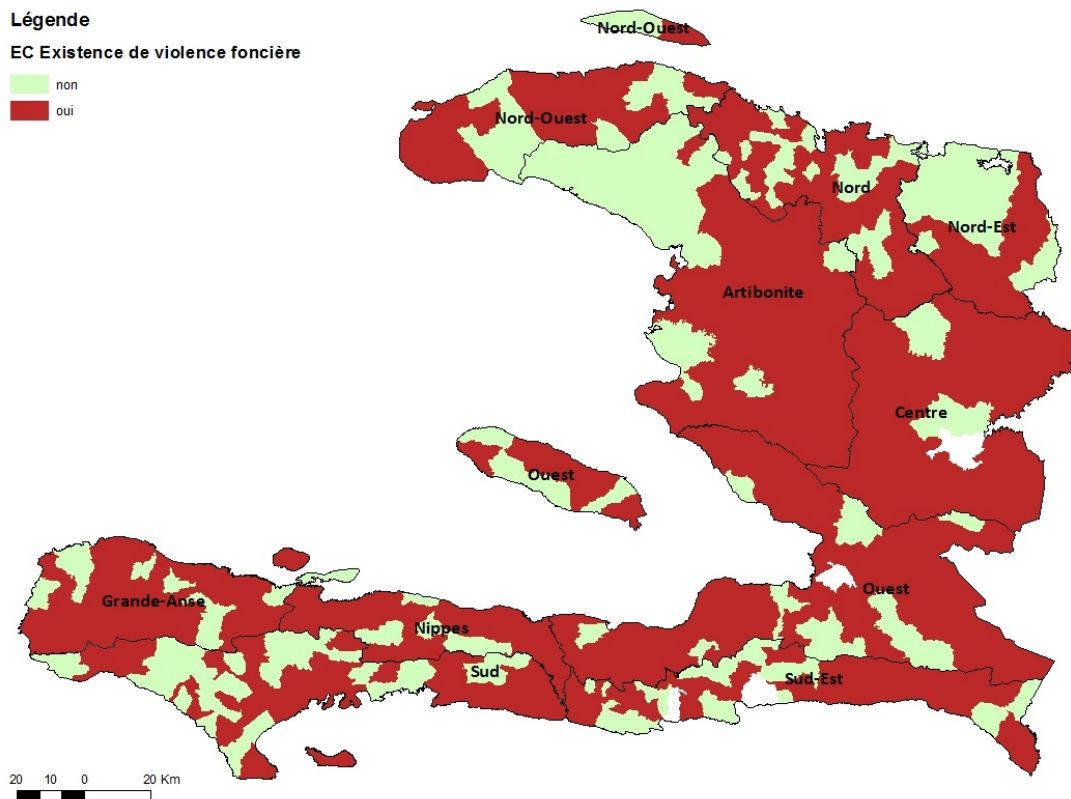 Légende
EC Existence de violence foncière
non
oui
Nord-Ouest
Nord-Ouest
Nord
Nord-Est
Artibonite
Centre
Ouest
Ouest
Grande-Anse
Nippes
Sud
Sud-Est
20 10 0 20 Km